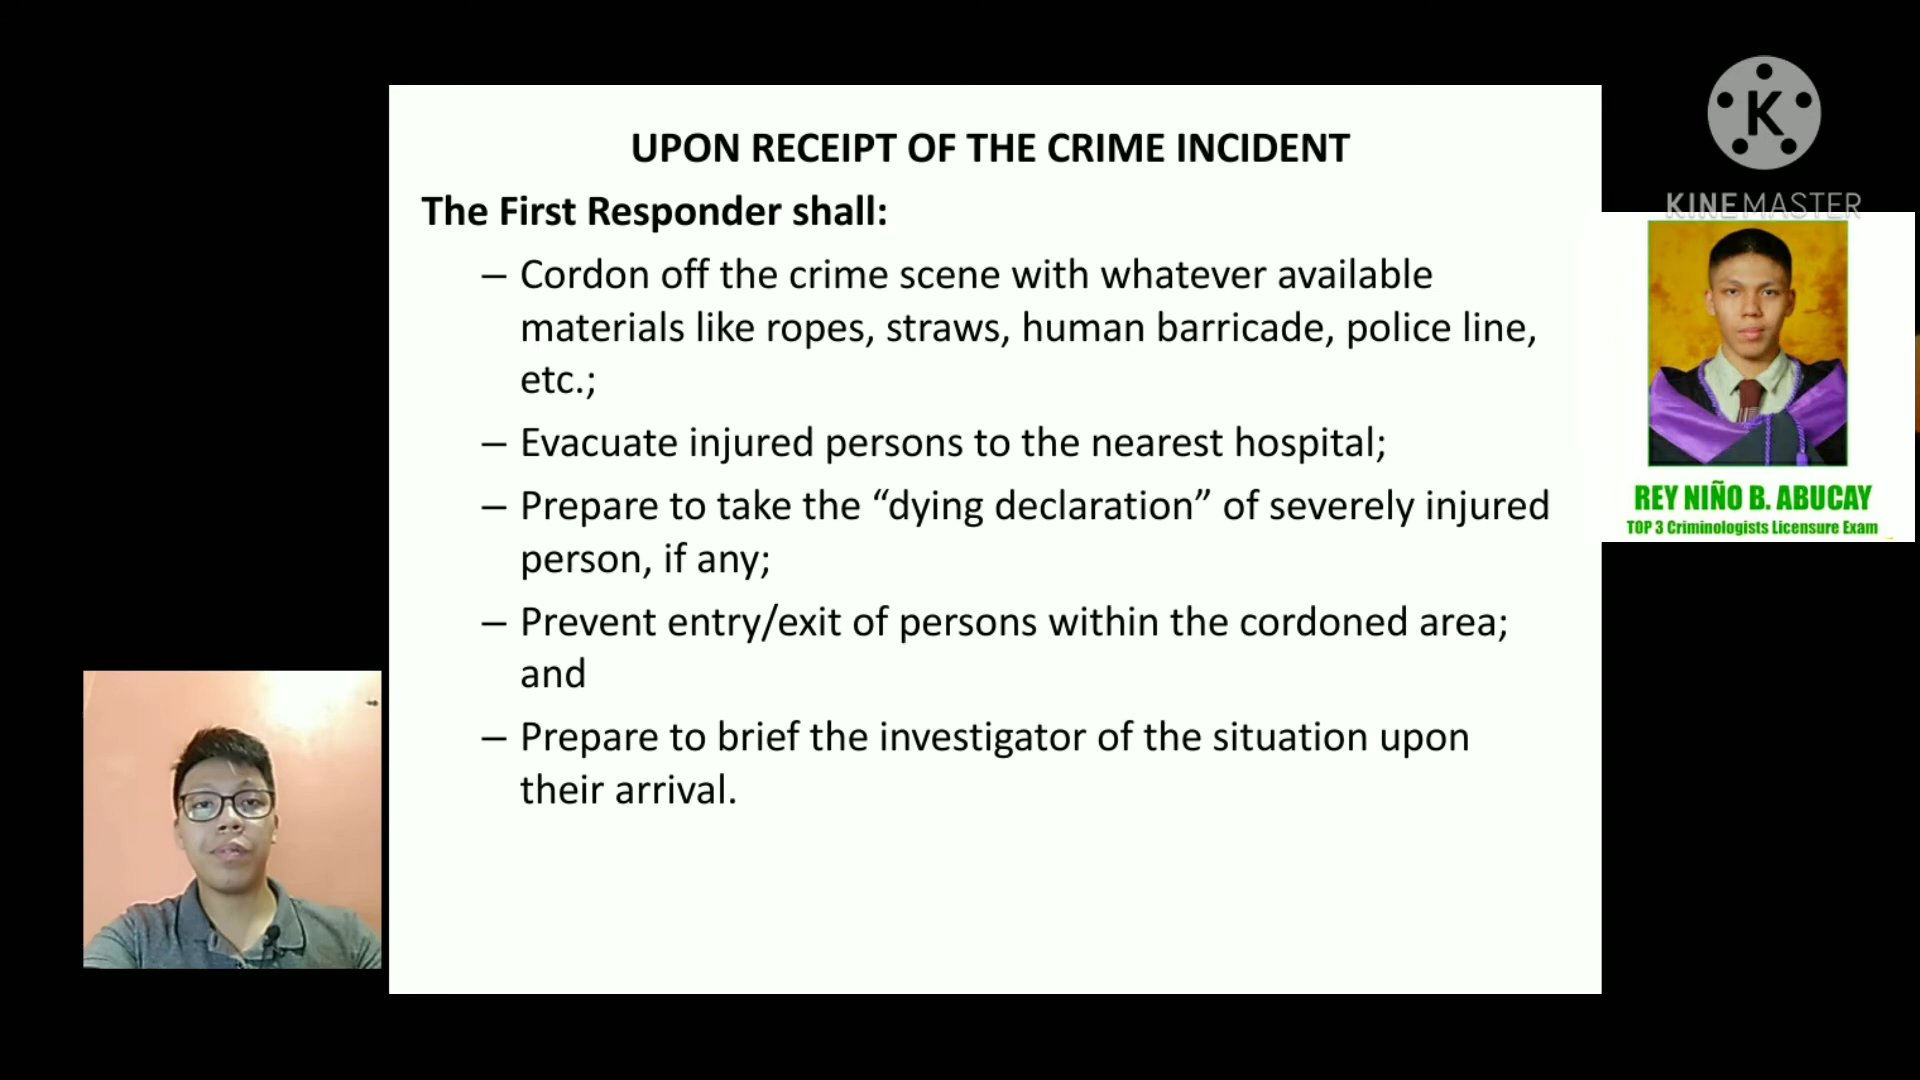 UPON RECEIPT OF THE CRIME INCIDENT
The First Responder shall:
– Cordon off the crime scene with whatever available
materials like ropes, straws, human barricade, police line,
etc.;
– Evacuate injured persons to the nearest hospital;
– Prepare to take the “dying declaration” of severely injured
person, if any;
– Prevent entry/exit of persons within the cordoned area;
and
– Prepare to brief the investigator of the situation upon
their arrival.
K
KINEMASTER
REY NIÑO B. ABUCAY
TOP 3 Criminologists Licensure Exam